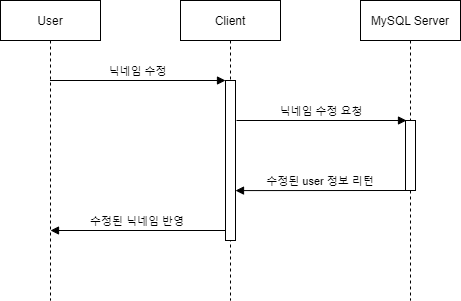 User
Client
MySQL Server
닉네임 수정
닉네임 수정 요청
수정된 user 정보 리턴
수정된 닉네임 반영